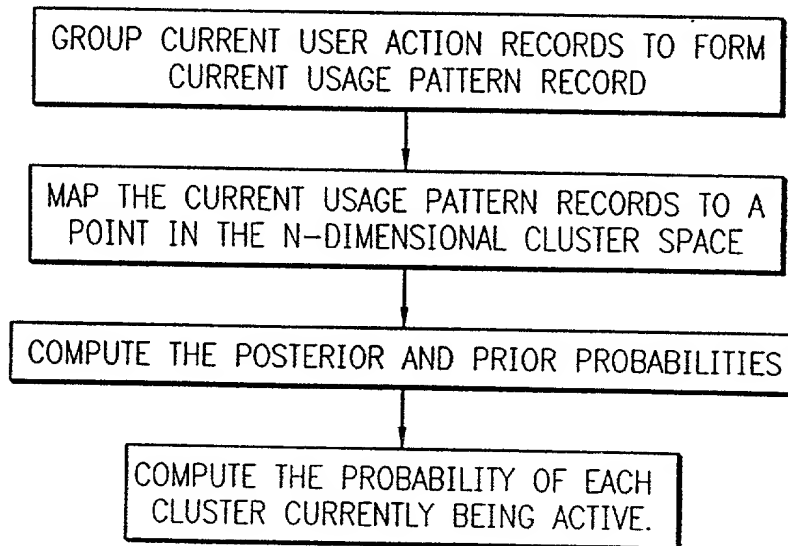 GROUP CURRENT USER ACTION RECORDS TO FORM
CURRENT USAGE PATTERN RECORD
MAP THE CURRENT USAGE PATTERN RECORDS TO A
POINT IN THE N-DIMENSIONAL CLUSTER SPACE
COMPUTE THE POSTERIOR AND PRIOR PROBABILITIES
COMPUTE THE PROBABILITY OF EACH
CLUSTER CURRENTLY BEING ACTIVE.